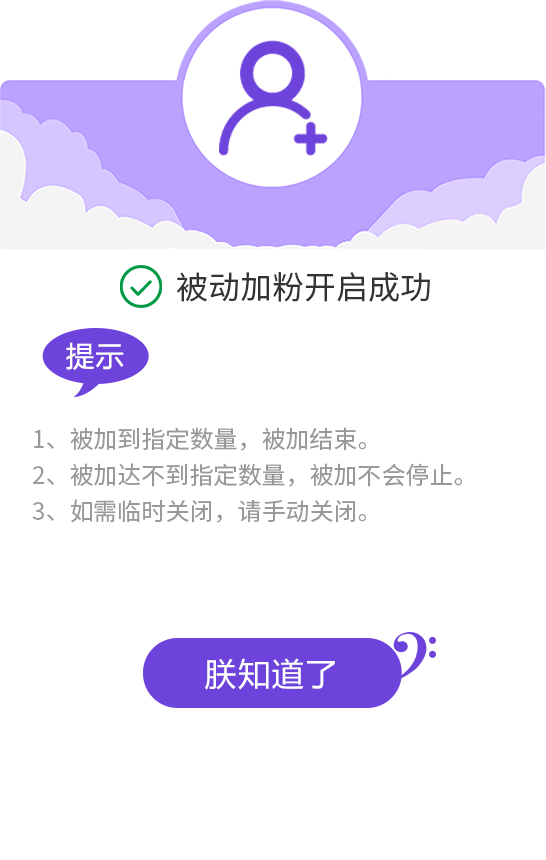 被动加粉开启成功
提示
1、被加到指定数量，被加结束。
2、被加达不到指定数量，被加不会停止。
3、如需临时关闭，请手动关闭。
朕知道了